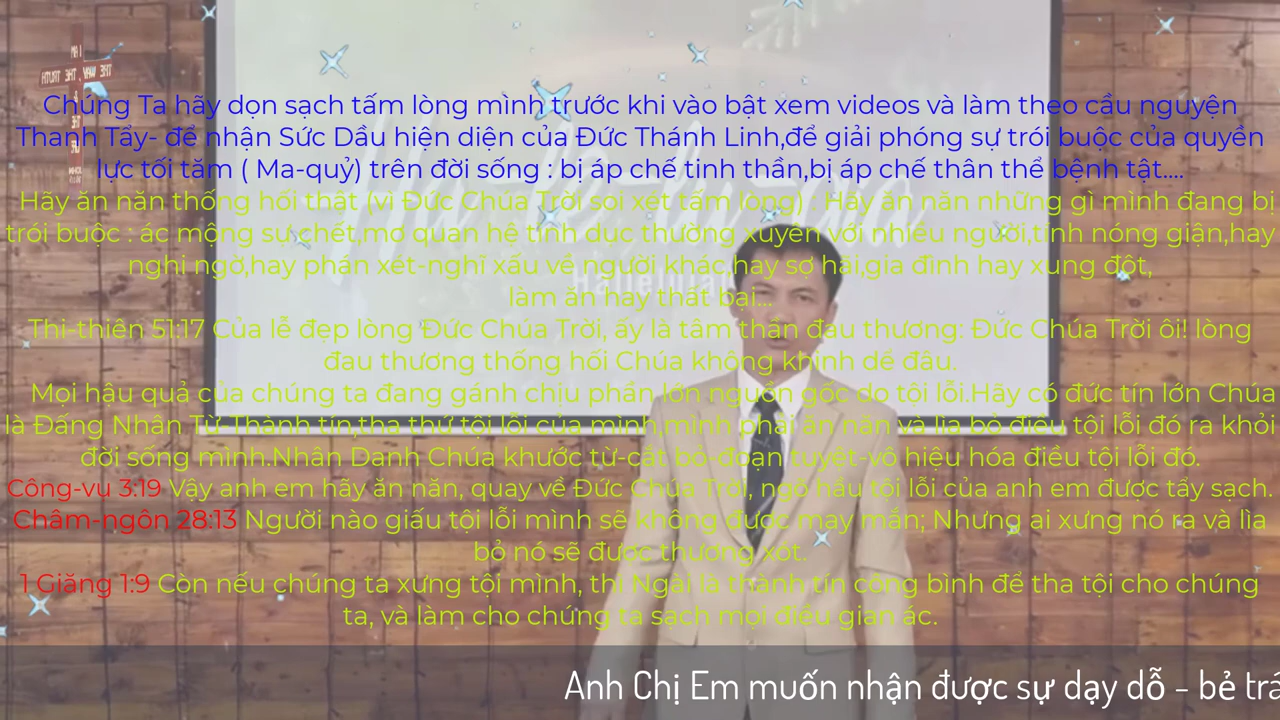 Chúng Ta hãy dọn sạch tấm lòng mình trước khi vào bật xem videos và làm theo cầu nguyện
Thanh Tẩy- để nhận Sức Dầu hiện diện của Đức Thánh Linh,để giải phóng sự trói buộc của quyền
lực tối tăm ( Ma-quỷ) trên đời sống : bị áp chế tinh thần,bị áp chế thân thể bệnh tật....
Hãy ăn năn thống hối thật (vì Đức Chúa Trời soi xét tấm lòng) : Hãy ăn năn những gì mình đang bị
trói buộc : ác mộng sự chết,mơ quan hệ tình dục thường xuyên với nhiều người,tính nóng giận,hay
nghi ngờ,hay phán xét-nghĩ xấu về người khác,hay sợ hãi,gia đình hay xung đột,
làm ăn hay thất bại...
Thi-thiên 51:17 Của lễ đẹp lòng Đức Chúa Trời, ấy là tâm thần đau thương: Đức Chúa Trời ôi! lòng
đau thương thống hối Chúa không khinh dể đâu.
Mọi hậu quả của chúng ta đang gánh chịu phần lớn nguồn gốc do tội lỗi.Hãy có đức tin lớn Chúa
là Đấng Nhân Từ-Thành tín,tha thứ tội lỗi của mình,mình phải ăn năn và lìa bỏ điều tội lỗi đó ra khỏi
đời sống mình.Nhân Danh Chúa khước từ-cắt bỏ-đoạn tuyệt-vô hiệu hóa điều tội lỗi đó.
Công-vu 3:19 Vậy anh em hãy ăn năn, quay về Đức Chúa Trời, ngõ hầu tội lỗi của anh em được tẩy sạch.
Châm-ngôn 28:13 Người nào giấu tội lỗi mình sẽ không được may mắn; Nhưng ai xưng nó ra và lìa
bỏ nó sẽ được thương xót.
1 Giăng 1:9 Còn nếu chúng ta xưng tội mình, thì Ngài là thành tín công bình để tha tội cho chúng
ta, và làm cho chúng ta sạch mọi điều gian ác.
Anh Chị Em muốn nhận được sự dạy dỗ - bẻ trá